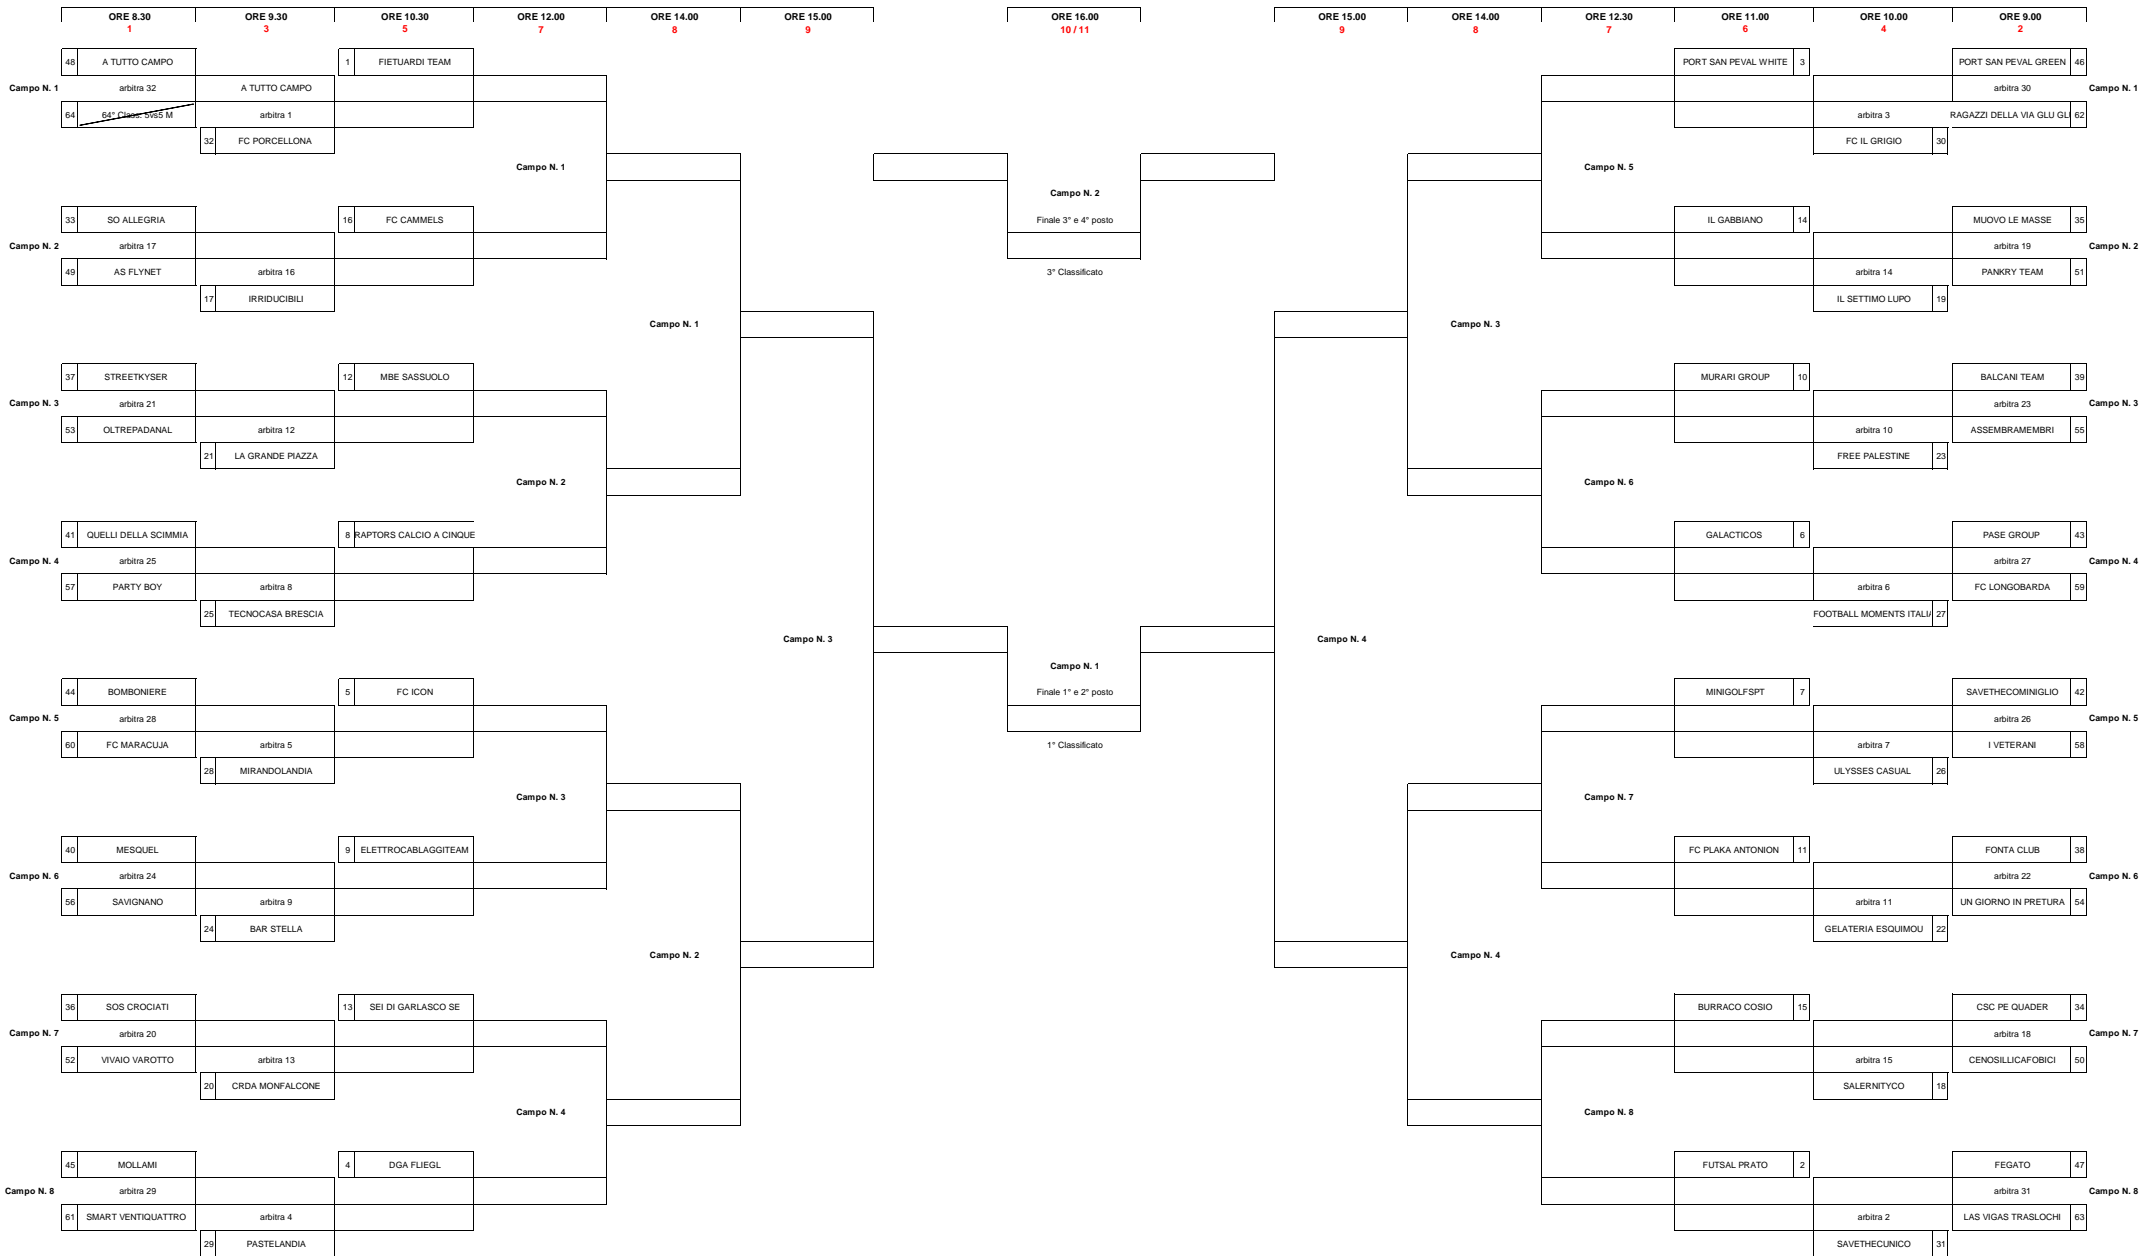 ORE 8.30 ORE 9.30 ORE 10.30 ORE 12.00 ORE 14.00 ORE 15.00 ORE 16.00 ORE 15.00 ORE 14.00 ORE 12.30 ORE 11.00 ORE 10.00 ORE 9.00
1 3 5 7 8 9 10 / 11 9 8 7 6 4 2
48 A TUTTO CAMPO 1 FIETUARDI TEAM PORT SAN PEVAL WHITE 3 PORT SAN PEVAL GREEN 46
Campo N. 1 arbitra 32 A TUTTO CAMPO arbitra 30 Campo N. 1
64 64° Class. 5vs5 M arbitra 1 arbitra 3 RAGAZZI DELLA VIA GLU GLU 62
32 FC PORCELLONA FC IL GRIGIO 30
Campo N. 1 Campo N. 5
Campo N. 2
33 SO ALLEGRIA 16 FC CAMMELS Finale 3° e 4° posto IL GABBIANO 14 MUOVO LE MASSE 35
Campo N. 2 arbitra 17 arbitra 19 Campo N. 2
49 AS FLYNET arbitra 16 3° Classificato arbitra 14 PANKRY TEAM 51
17 IRRIDUCIBILI IL SETTIMO LUPO 19
Campo N. 1 Campo N. 3
37 STREETKYSER 12 MBE SASSUOLO MURARI GROUP 10 BALCANI TEAM 39
Campo N. 3 arbitra 21 arbitra 23 Campo N. 3
53 OLTREPADANAL arbitra 12 arbitra 10 ASSEMBRAMEMBRI 55
21 LA GRANDE PIAZZA FREE PALESTINE 23
Campo N. 2 Campo N. 6
41 QUELLI DELLA SCIMMIA 8 RAPTORS CALCIO A CINQUE GALACTICOS 6 PASE GROUP 43
Campo N. 4 arbitra 25 arbitra 27 Campo N. 4
57 PARTY BOY arbitra 8 arbitra 6 FC LONGOBARDA 59
25 TECNOCASA BRESCIA FOOTBALL MOMENTS ITALIA 27
Campo N. 3 Campo N. 4
Campo N. 1
44 BOMBONIERE 5 FC ICON Finale 1° e 2° posto MINIGOLFSPT 7 SAVETHECOMINIGLIO 42
Campo N. 5 arbitra 28 arbitra 26 Campo N. 5
60 FC MARACUJA arbitra 5 1° Classificato arbitra 7 I VETERANI 58
28 MIRANDOLANDIA ULYSSES CASUAL 26
Campo N. 3 Campo N. 7
40 MESQUEL 9 ELETTROCABLAGGITEAM FC PLAKA ANTONION 11 FONTA CLUB 38
Campo N. 6 arbitra 24 arbitra 22 Campo N. 6
56 SAVIGNANO arbitra 9 arbitra 11 UN GIORNO IN PRETURA 54
24 BAR STELLA GELATERIA ESQUIMOU 22
Campo N. 2 Campo N. 4
36 SOS CROCIATI 13 SEI DI GARLASCO SE BURRACO COSIO 15 CSC PE QUADER 34
Campo N. 7 arbitra 20 arbitra 18 Campo N. 7
52 VIVAIO VAROTTO arbitra 13 arbitra 15 CENOSILLICAFOBICI 50
20 CRDA MONFALCONE SALERNITYCO 18
Campo N. 4 Campo N. 8
45 MOLLAMI 4 DGA FLIEGL FUTSAL PRATO 2 FEGATO 47
Campo N. 8 arbitra 29 arbitra 31 Campo N. 8
61 SMART VENTIQUATTRO arbitra 4 arbitra 2 LAS VIGAS TRASLOCHI 63
29 PASTELANDIA SAVETHECUNICO 31